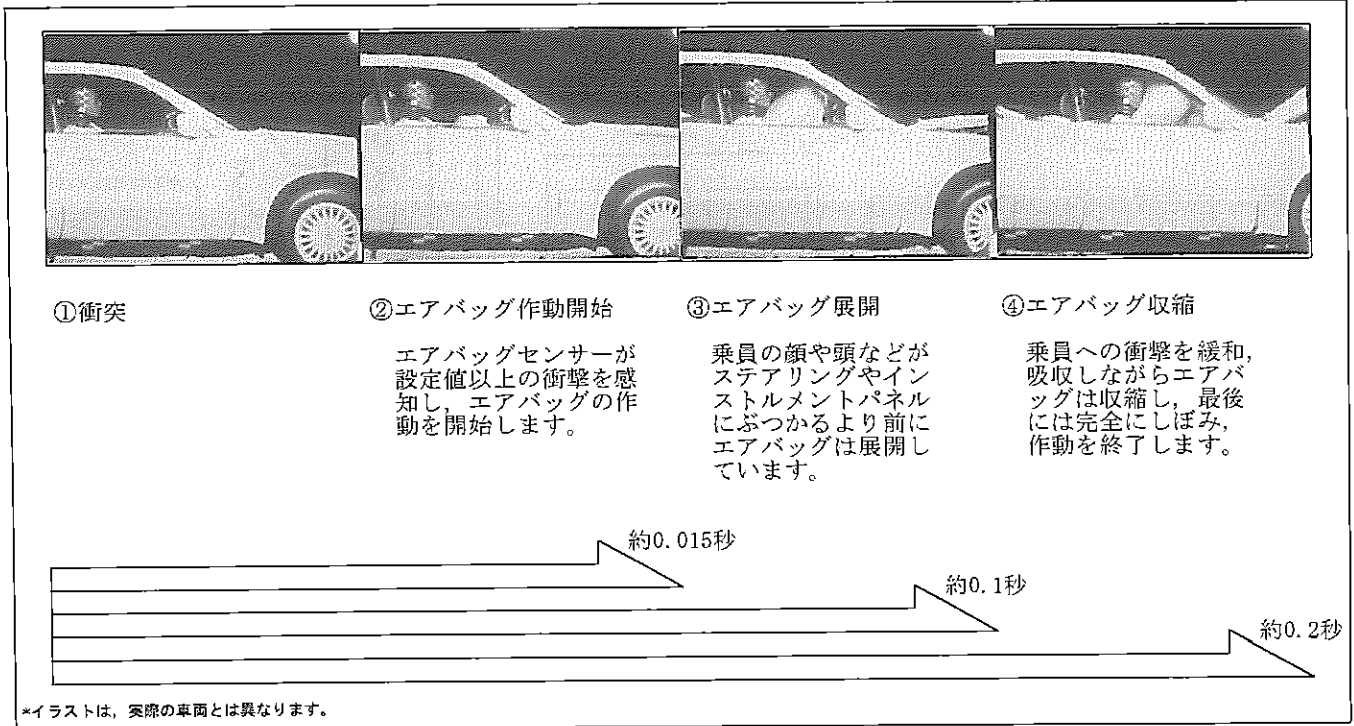 ①衝突
②エアバッグ作動開始
エアバッグセンサーが
設定値以上の衝撃を感
知し，エアバッグの作
動を開始します。
③エアバッグ展開
乗員の顔や頭などが
ステアリングやイン
ストルメントパネル
にぶつかるより前に
エアバッグは展開し
ています。
④エアバッグ収縮
乗員への衝撃を緩和，
吸収しながらエアバ
ッグは収縮し，最後
には完全にしぼみ，
作動を終了します。
約0.015秒
約0.1秒
約0.2秒
*イラストは，実際の車両とは異なります。